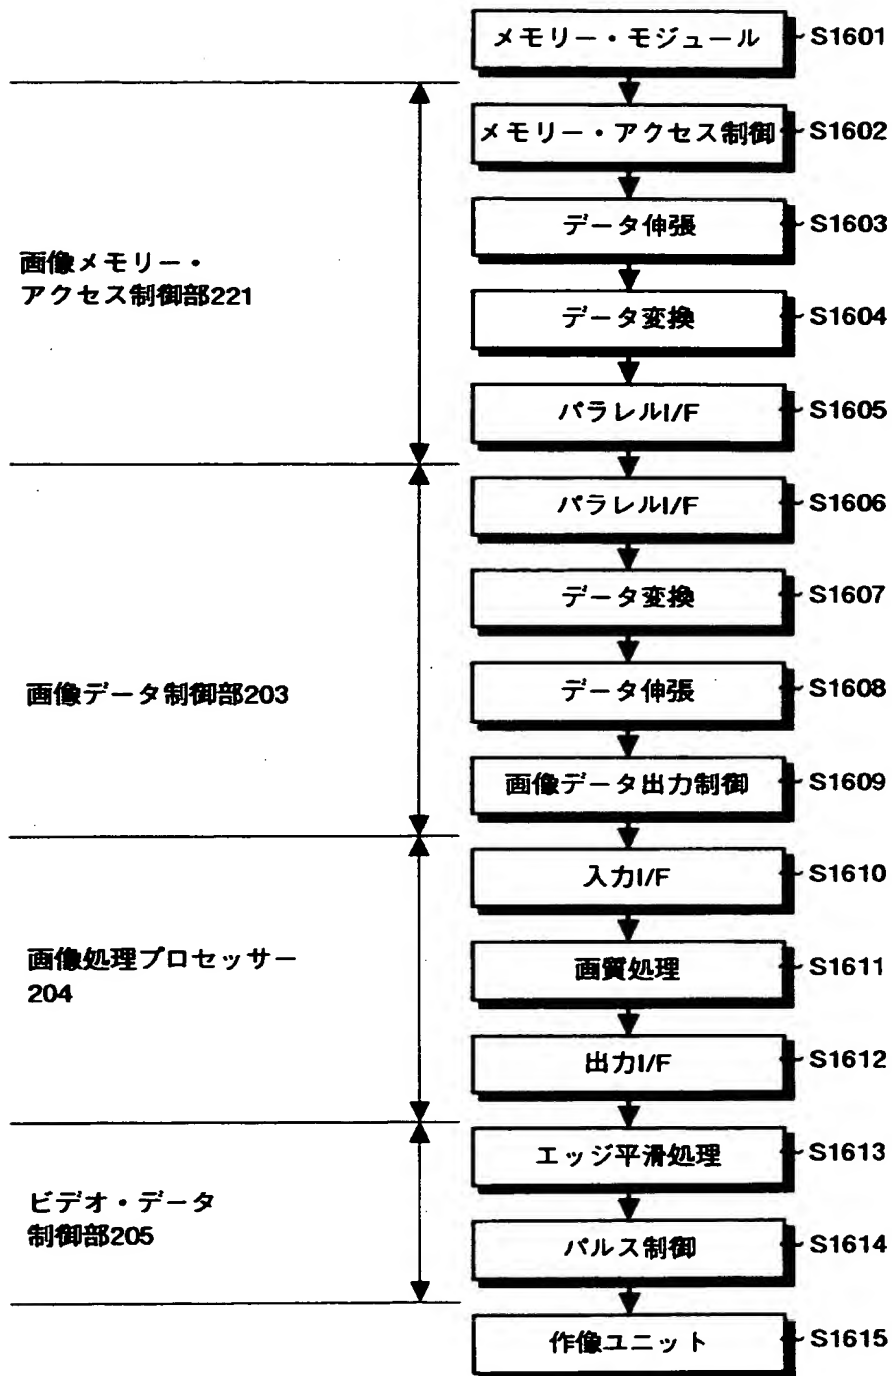 メモリー・モジュール S1601
メモリー・アクセス制御 S1602
データ伸張 S1603
画像メモリー・
アクセス制御部221
データ変換 S1604
パラレルI/F S1605
パラレルI/F S1606
データ変換 S1607
画像データ制御部203
データ伸張 S1608
画像データ出力制御 S1609
入力I/F S1610
画像処理プロセッサー
204
画質処理 S1611
出力I/F S1612
エッジ平滑処理 S1613
ビデオ・データ
制御部205
パルス制御 S1614
作像ユニット S1615